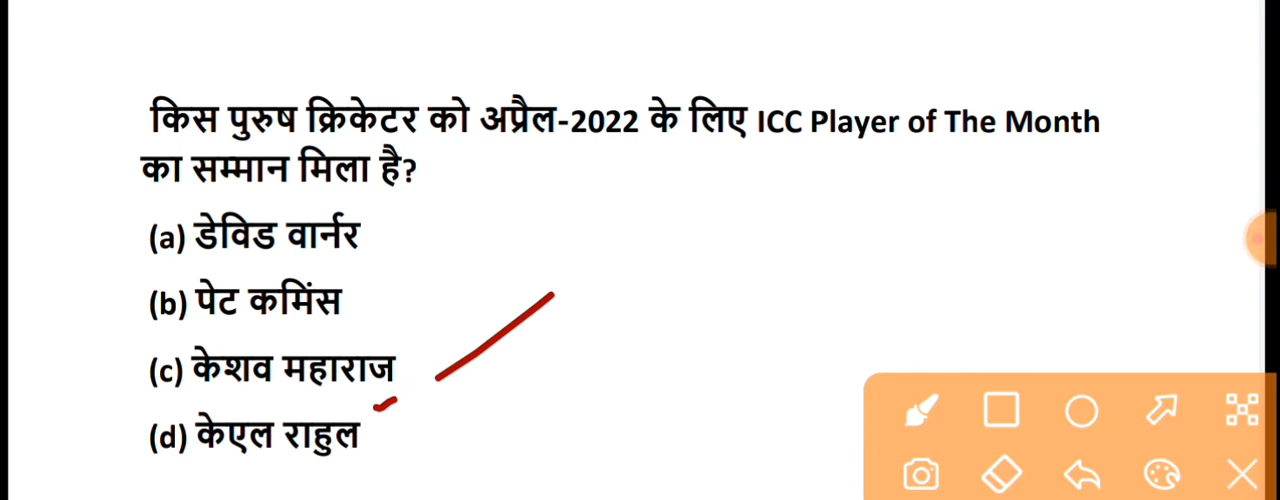 किस पुरुष क्रिकेटर को अप्रैल-2022 के लिए ICC Player of The Month
का सम्मान मिला है?
(a) डेविड वार्नर
(b) पेट कमिंस
(c) केशव महाराज
(d) केएल राहुल